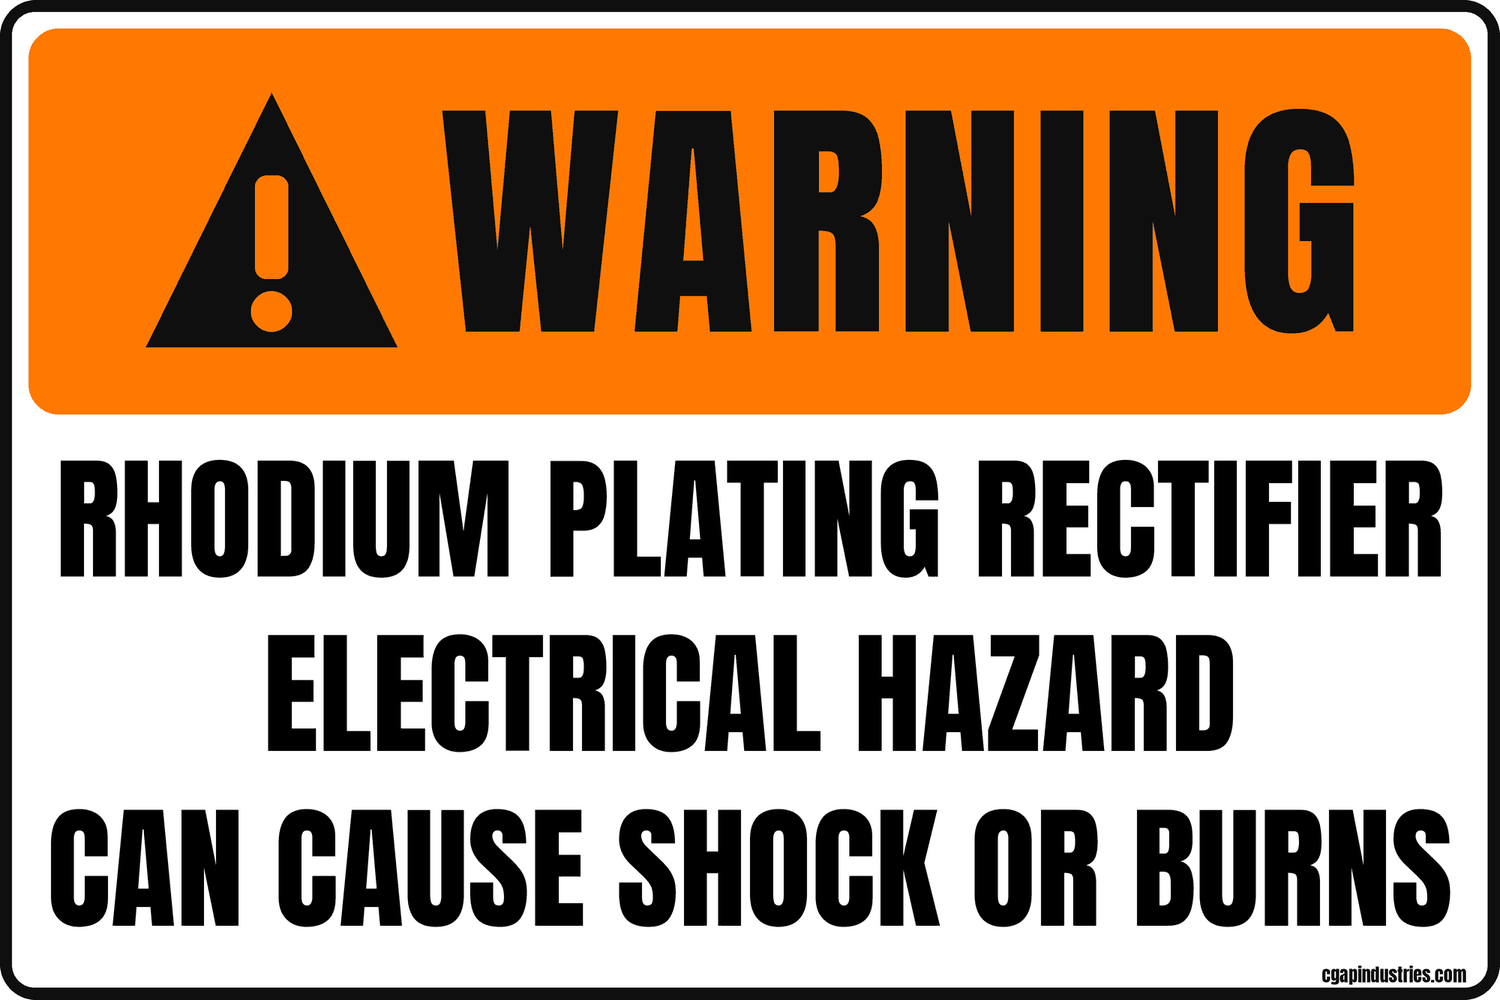 WARNING
RHODIUM PLATING RECTIFIER
ELECTRICAL HAZARD
CAN CAUSE SHOCK OR BURNS
cgapindustries.com